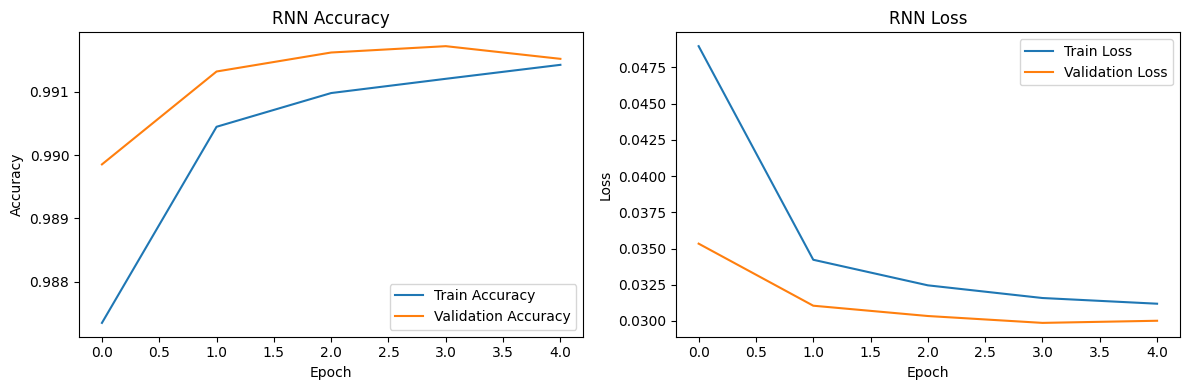 RNN Accuracy
Accuracy
0.991
0.990
0.989
0.988
Train Accuracy
Validation Accuracy
0.0 0.5 1.0 1.5 2.0 2.5 3.0 3.5 4.0
Epoch
RNN Loss
Loss
0.0475
0.0450
0.0425
0.0400
0.0375
0.0350
0.0325
0.0300
Train Loss
Validation Loss
0.0 0.5 1.0 1.5 2.0 2.5 3.0 3.5 4.0
Epoch